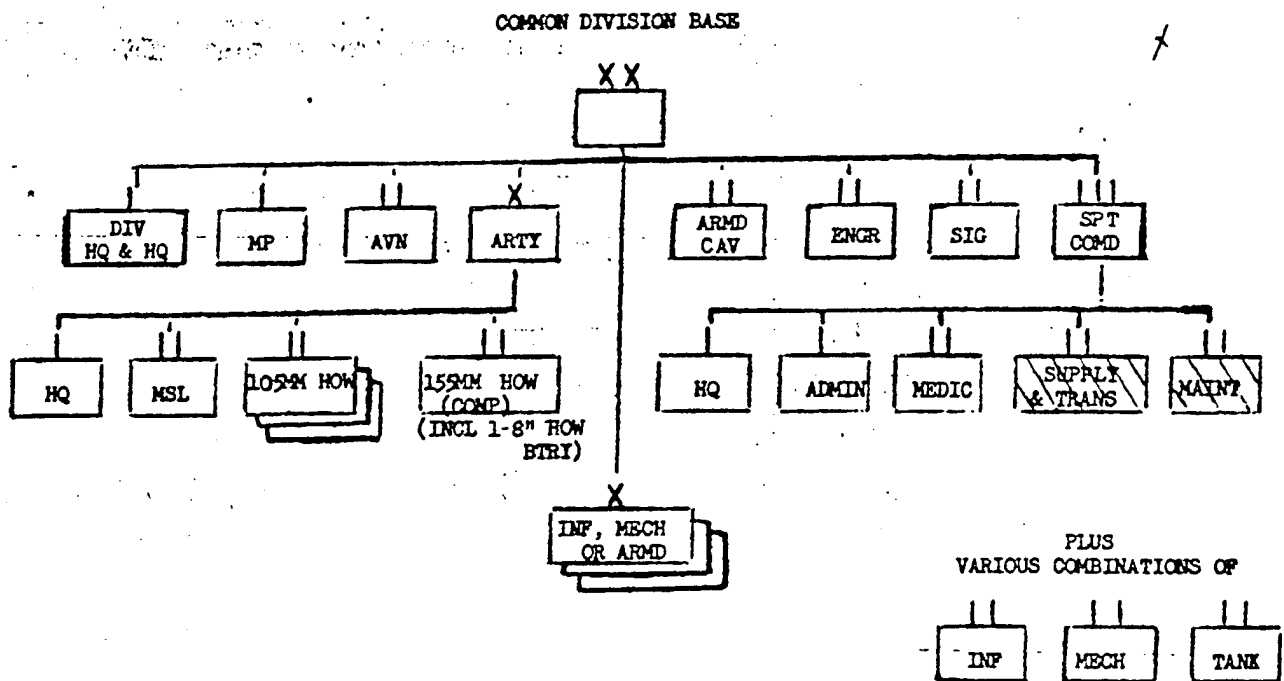 COMMON DIVISION BASE
X X
DIV
HQ & HQ
MP
AVN
X
ARTY
ARMD
CAV
ENGR
SIG
SPT
COMD
HQ
MSL
105MM HOW
155MM HOW
(COMP)
(INCL 1-8" HOW
BTRY)
HQ
ADMIN
MEDIC
SUPPLY
& TRANS
MAINT
X
INF, MECH
OR ARMD
PLUS
VARIOUS COMBINATIONS OF
INF
MECH
TANK